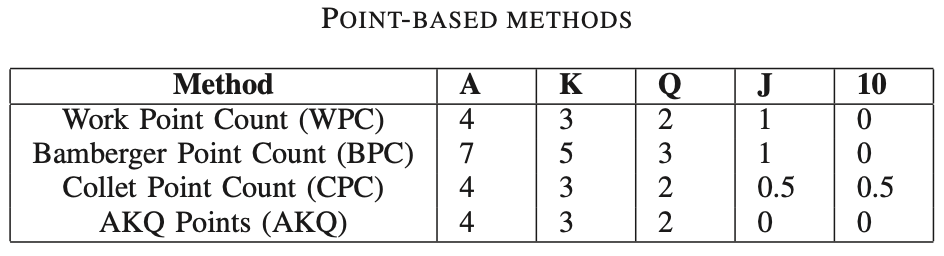 POINT-BASED METHODS
Method A K Q J 10
Work Point Count (WPC) 4 3 2 1 0
Bamberger Point Count (BPC) 7 5 3 1 0
Collet Point Count (CPC) 4 3 2 0.5 0.5
AKQ Points (AKQ) 4 3 2 0 0